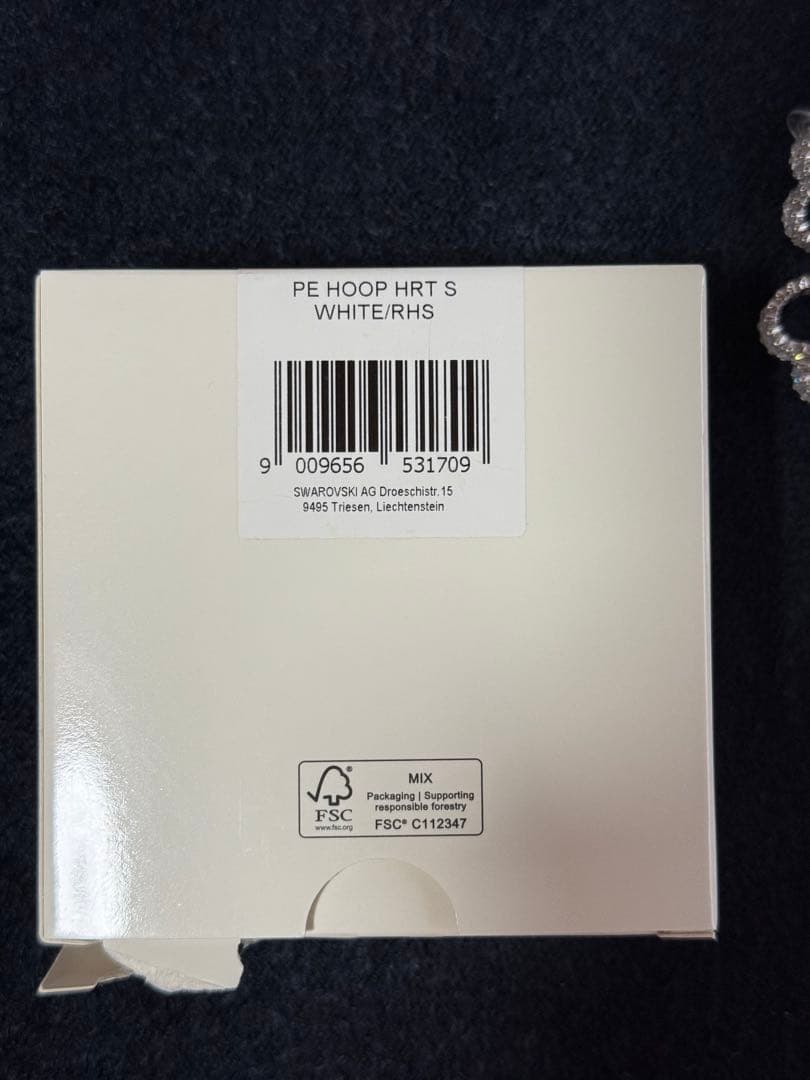 PE HOOP HRT S
WHITE/RHS
9 009656 531709
SWAROVSKI AG Droeschistr.15
9495 Triesen, Liechtenstein
FSC
www.fsc.org
MIX
Packaging | Supporting
responsible forestry
FSC® C112347